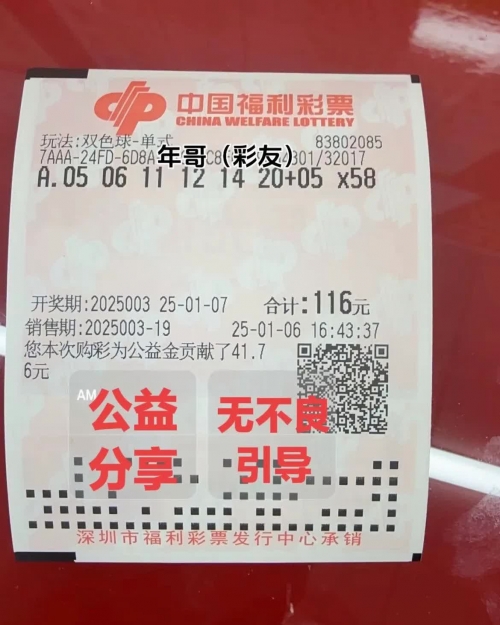 中国福利彩票
CHINA WELFARE LOTTERY
玩法:双色球-单式 83802085
7AAA-24FD-6D8A 301/32017
年哥（彩友）
A.05 06 11 12 14 20+05 x58
开奖期:2025003 25-01-07 合计:116元
销售期:2025003-19 25-01-06 16:43:37
您本次购彩为公益金贡献了41.7
6元
AM
公益 无不良
分享 引导
深圳市福利彩票发行中心承销